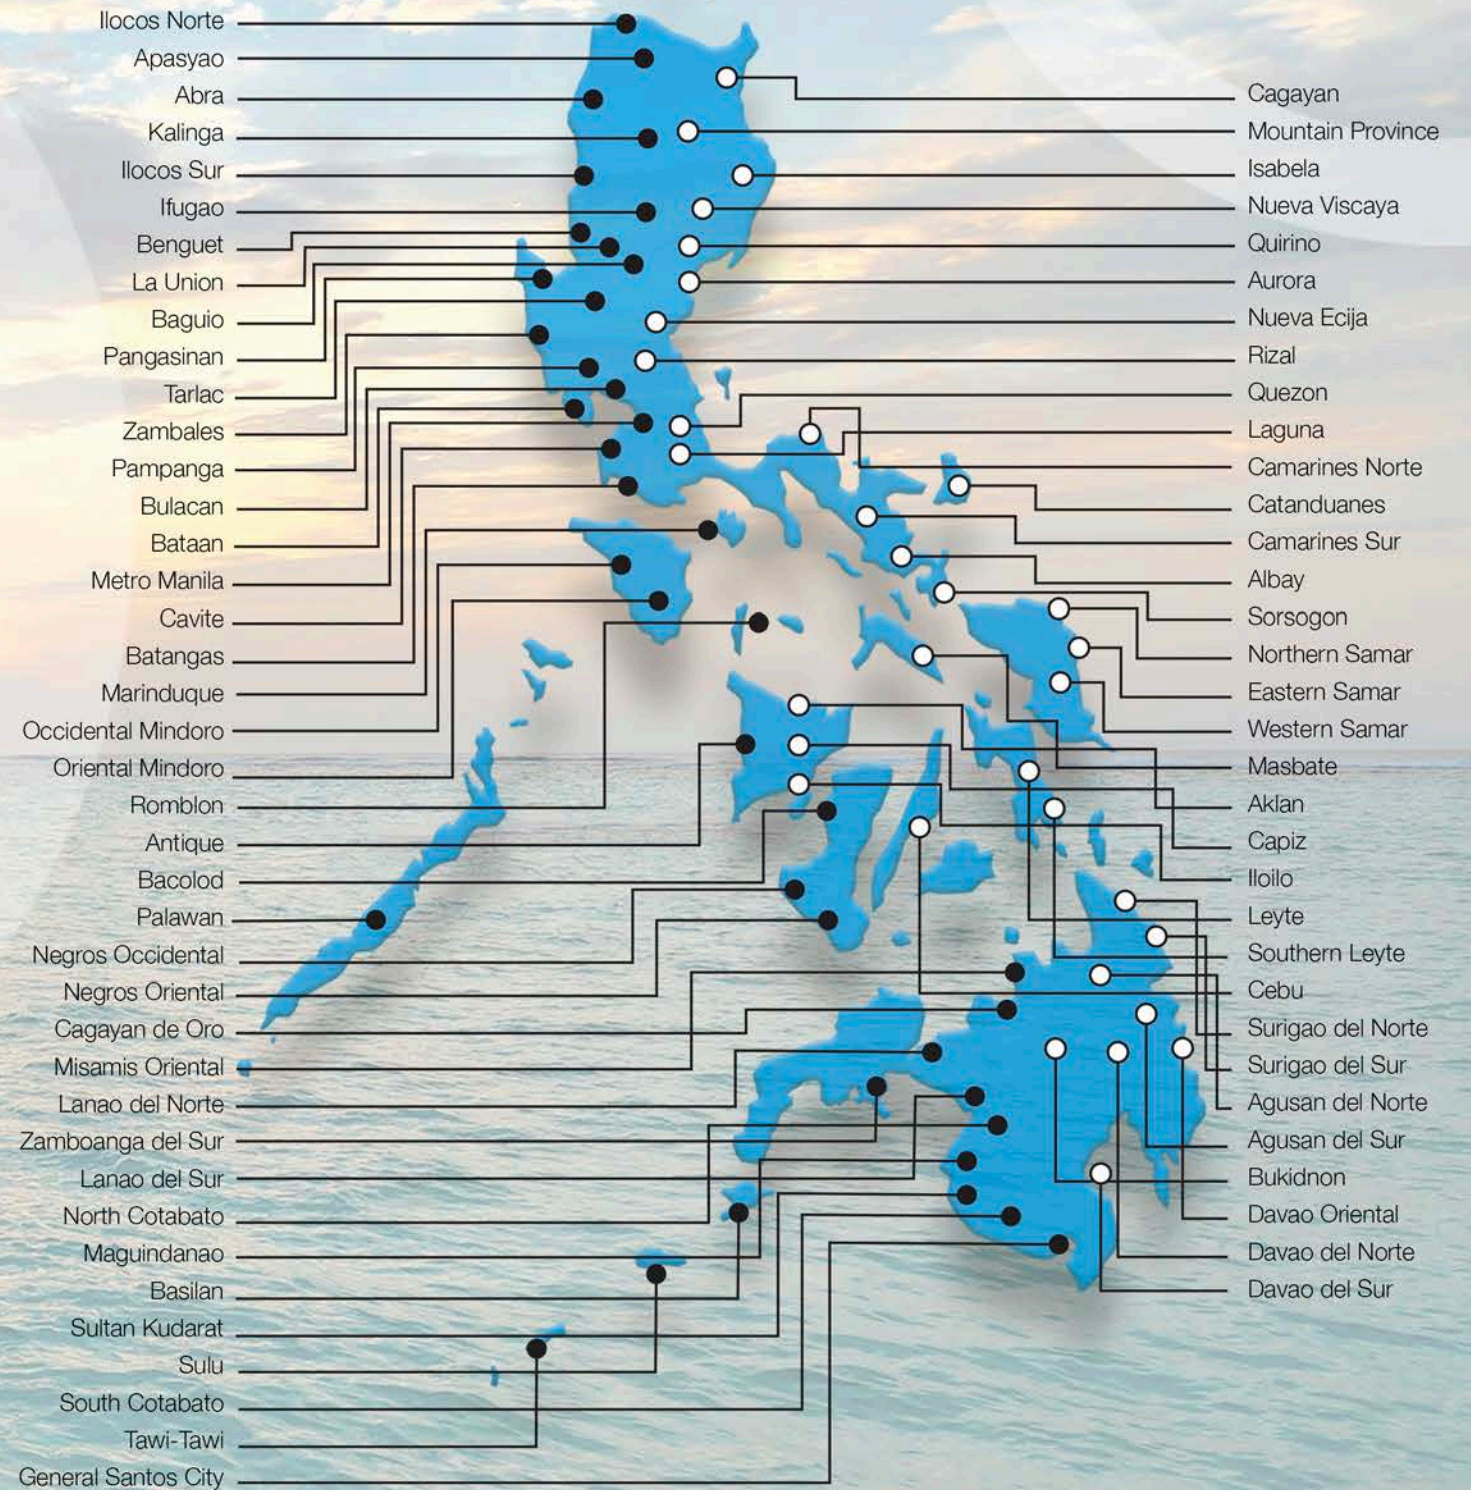 Ilocos Norte
Apasyao
Abra
Kalinga
Ilocos Sur
Ifugao
Benguet
La Union
Baguio
Pangasinan
Tarlac
Zambales
Pampanga
Bulacan
Bataan
Metro Manila
Cavite
Batangas
Marinduque
Occidental Mindoro
Oriental Mindoro
Romblon
Antique
Bacolod
Palawan
Negros Occidental
Negros Oriental
Cagayan de Oro
Misamis Oriental
Lanao del Norte
Zamboanga del Sur
Lanao del Sur
North Cotabato
Maguindanao
Basilan
Sultan Kudarat
Sulu
South Cotabato
Tawi-Tawi
General Santos City
Cagayan
Mountain Province
Isabela
Nueva Viscaya
Quirino
Aurora
Nueva Ecija
Rizal
Quezon
Laguna
Camarines Norte
Catanduanes
Camarines Sur
Albay
Sorsogon
Northern Samar
Eastern Samar
Western Samar
Masbate
Aklan
Capiz
Iloilo
Leyte
Southern Leyte
Cebu
Surigao del Norte
Surigao del Sur
Agusan del Norte
Agusan del Sur
Bukidnon
Davao Oriental
Davao del Norte
Davao del Sur